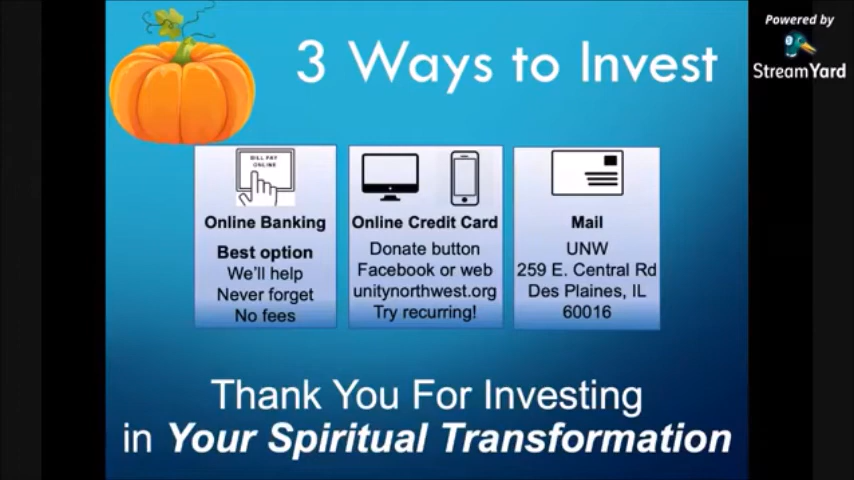 Powered by
StreamYard
3 Ways to Invest
BILL PAY
ONLINE
Online Banking
Best option
We'll help
Never forget
No fees
Online Credit Card
Donate button
Facebook or web
unitynorthwest.org
Try recurring!
Mail
UNW
259 E. Central Rd
Des Plaines, IL
60016
Thank You For Investing
in Your Spiritual Transformation